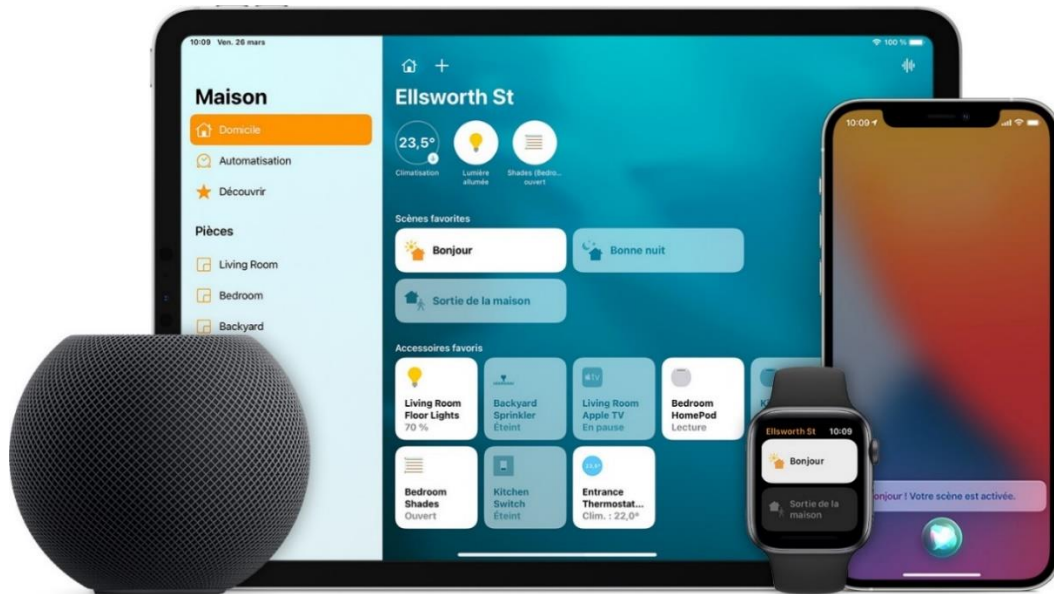 10:09 Ven. 26 mars
100 %
Maison
Domicile
Automatisation
Découvrir
Pièces
Living Room
Bedroom
Backyard
Ellsworth St
23,5°
Climatisation
Lumière
allumée
Shades (Bedro...
ouvert
Scènes favorites
Bonjour
Bonne nuit
Sortie de la maison
Accessoires favoris
Living Room
Floor Lights
70 %
Backyard
Sprinkler
Éteint
tv
Living Room
Apple TV
En pause
Bedroom
HomePod
Lecture
Bedroom
Shades
Ouvert
Kitchen
Switch
Éteint
23,5°
Entrance
Thermostat...
Clim. : 22,0°
Ellsworth St 10:09
Bonjour
Sortie de la
maison
10:09
onjour ! Votre scène est activée.